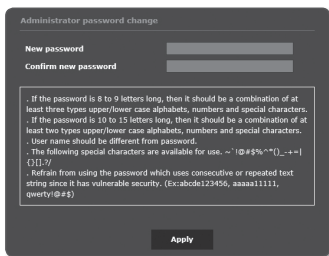 Administrator password change
New password
Confirm new password
. If the password is 8 to 9 letters long, then it should be a combination of at
least three types upper/lower case alphabets, numbers and special characters.
. If the password is 10 to 15 letters long, then it should be a combination of at
least two types upper/lower case alphabets, numbers and special characters.
. User name should be different from password.
. The following special characters are available for use. ~`!@#$%^*()_-+=|
{}[].?/
. Refrain from using the password which uses consecutive or repeated text
string since it has vulnerable security. (Ex:abcde123456, aaaaa11111,
qwerty!@#$)
Apply